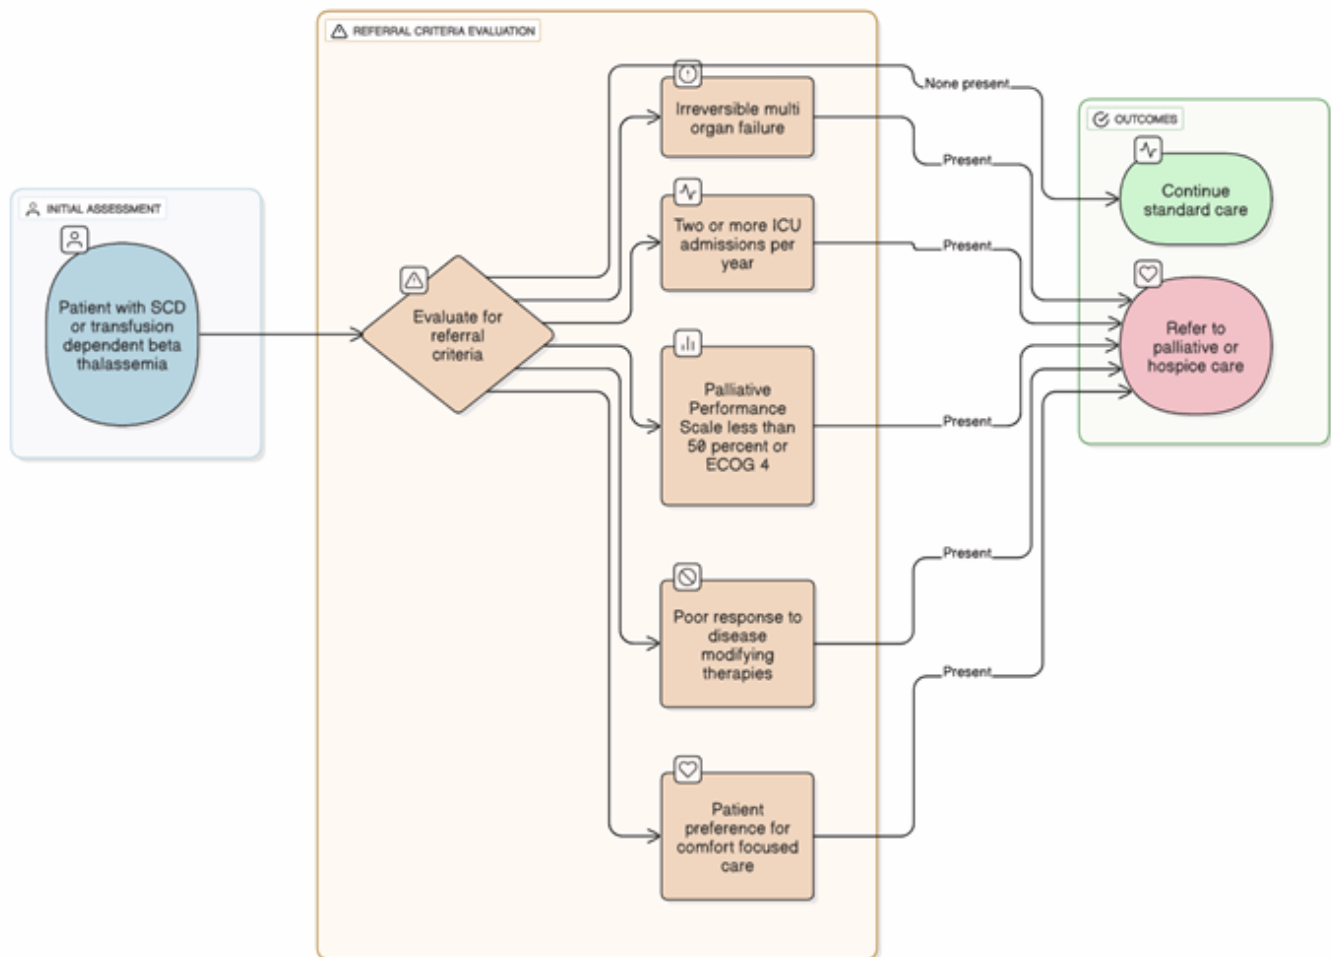 REFERRAL CRITERIA EVALUATION
None present
Irreversible multi
organ failure
Present
OUTCOMES
Continue
standard care
INITIAL ASSESSMENT
Two or more ICU
admissions per
year
Present
Patient with SCD
or transfusion
dependent beta
thalassemia
Evaluate for
referral
criteria
Refer to
palliative or
hospice care
Palliative
Performance
Scale less than
50 percent or
ECOG 4
Present
Poor response to
disease
modifying
therapies
Present
Patient
preference for
comfort focused
care
Present